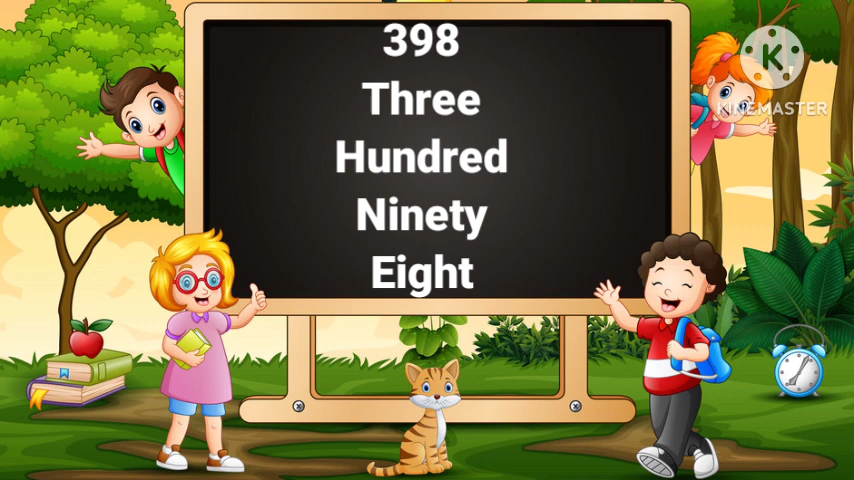 398
Three
Hundred
Ninety
Eight
K
KINEMASTER